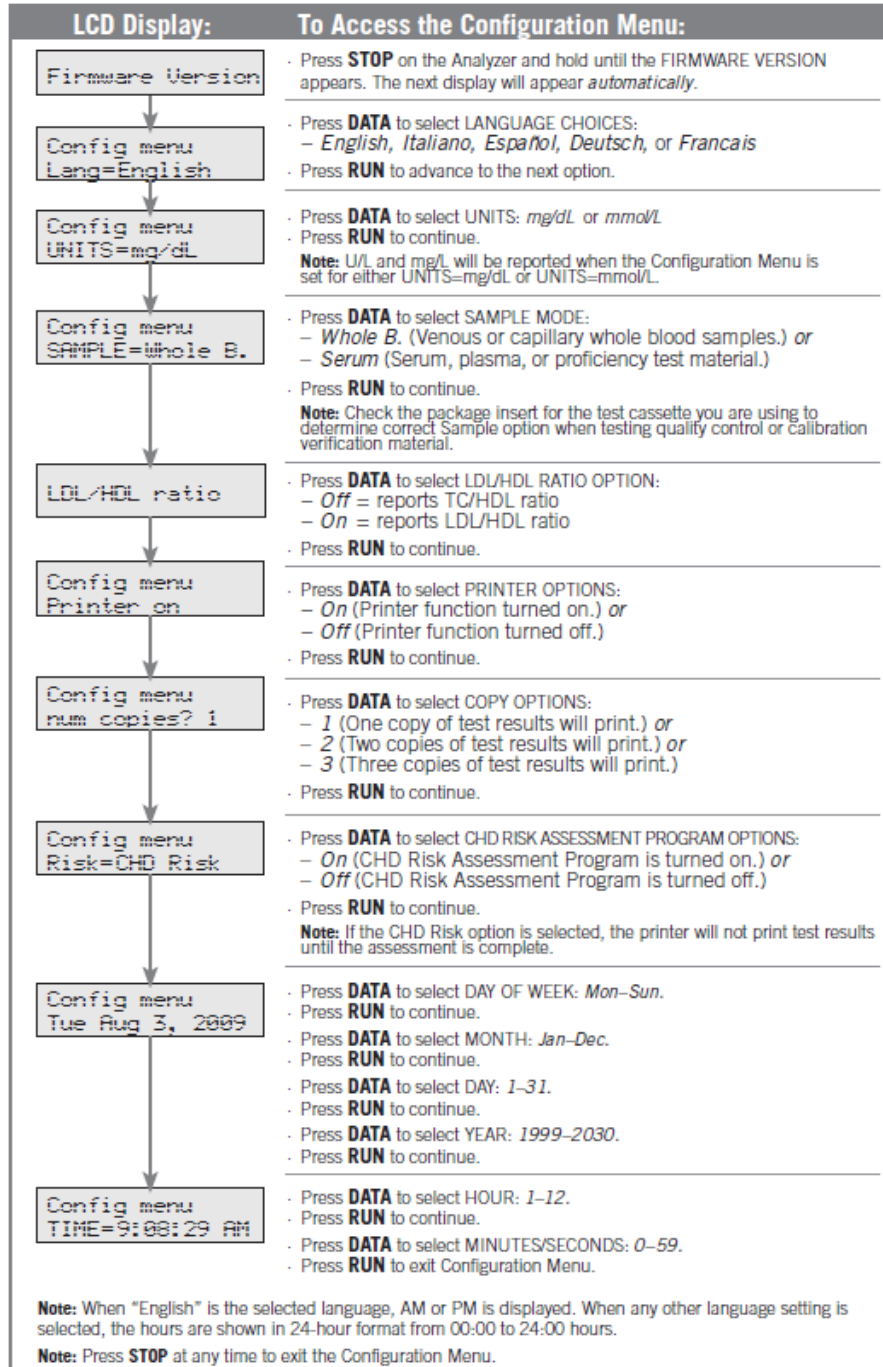 LCD Display:
To Access the Configuration Menu:
Firmware Version
· Press STOP on the Analyzer and hold until the FIRMWARE VERSION
appears. The next display will appear automatically.
Config menu
Lang=English
· Press DATA to select LANGUAGE CHOICES:
– English, Italiano, Español, Deutsch, or Francais
· Press RUN to advance to the next option.
Config menu
UNITS=mg/dL
· Press DATA to select UNITS: mg/dL or mmol/L
· Press RUN to continue.
Note: U/L and mg/L will be reported when the Configuration Menu is
set for either UNITS=mg/dL or UNITS=mmol/L.
Config menu
SAMPLE=Whole B.
· Press DATA to select SAMPLE MODE:
– Whole B. (Venous or capillary whole blood samples.) or
– Serum (Serum, plasma, or proficiency test material.)
· Press RUN to continue.
Note: Check the package insert for the test cassette you are using to
determine correct Sample option when testing quality control or calibration
verification material.
LDL/HDL ratio
· Press DATA to select LDL/HDL RATIO OPTION:
– Off = reports TC/HDL ratio
– On = reports LDL/HDL ratio
· Press RUN to continue.
Config menu
Printer on
· Press DATA to select PRINTER OPTIONS:
– On (Printer function turned on.) or
– Off (Printer function turned off.)
· Press RUN to continue.
Config menu
num copies? 1
· Press DATA to select COPY OPTIONS:
– 1 (One copy of test results will print.) or
– 2 (Two copies of test results will print.) or
– 3 (Three copies of test results will print.)
· Press RUN to continue.
Config menu
Risk=CHD Risk
· Press DATA to select CHD RISK ASSESSMENT PROGRAM OPTIONS:
– On (CHD Risk Assessment Program is turned on.) or
– Off (CHD Risk Assessment Program is turned off.)
· Press RUN to continue.
Note: If the CHD Risk option is selected, the printer will not print test results
until the assessment is complete.
Config menu
Tue Aug 3, 2009
· Press DATA to select DAY OF WEEK: Mon–Sun.
· Press RUN to continue.
· Press DATA to select MONTH: Jan–Dec.
· Press RUN to continue.
· Press DATA to select DAY: 1–31.
· Press RUN to continue.
· Press DATA to select YEAR: 1999–2030.
· Press RUN to continue.
Config menu
TIME=9:08:29 AM
· Press DATA to select HOUR: 1–12.
· Press RUN to continue.
· Press DATA to select MINUTES/SECONDS: 0–59.
· Press RUN to exit Configuration Menu.
Note: When "English" is the selected language, AM or PM is displayed. When any other language setting is
selected, the hours are shown in 24-hour format from 00:00 to 24:00 hours.
Note: Press STOP at any time to exit the Configuration Menu.